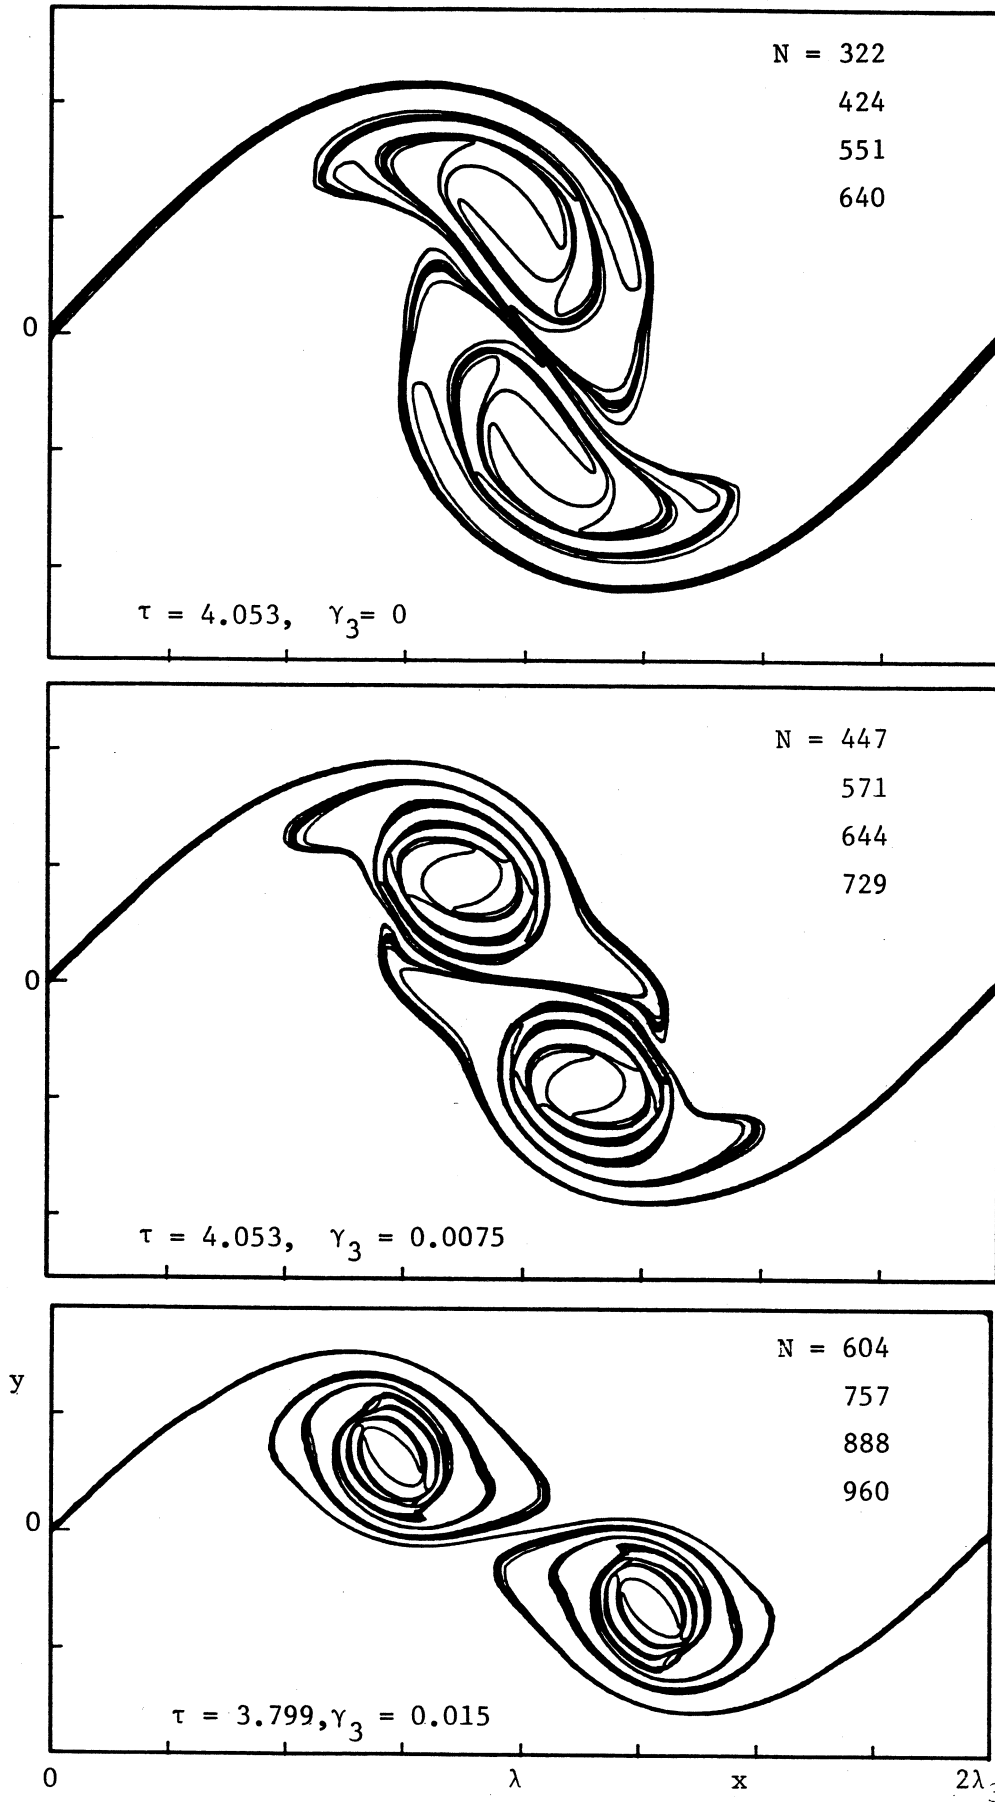 N = 322
424
551
640
0
τ = 4.053, γ3= 0
N = 447
571
644
729
0
τ = 4.053, γ3 = 0.0075
N = 604
757
888
960
y
0
τ = 3.799,γ3 = 0.015
0 λ x 2λ